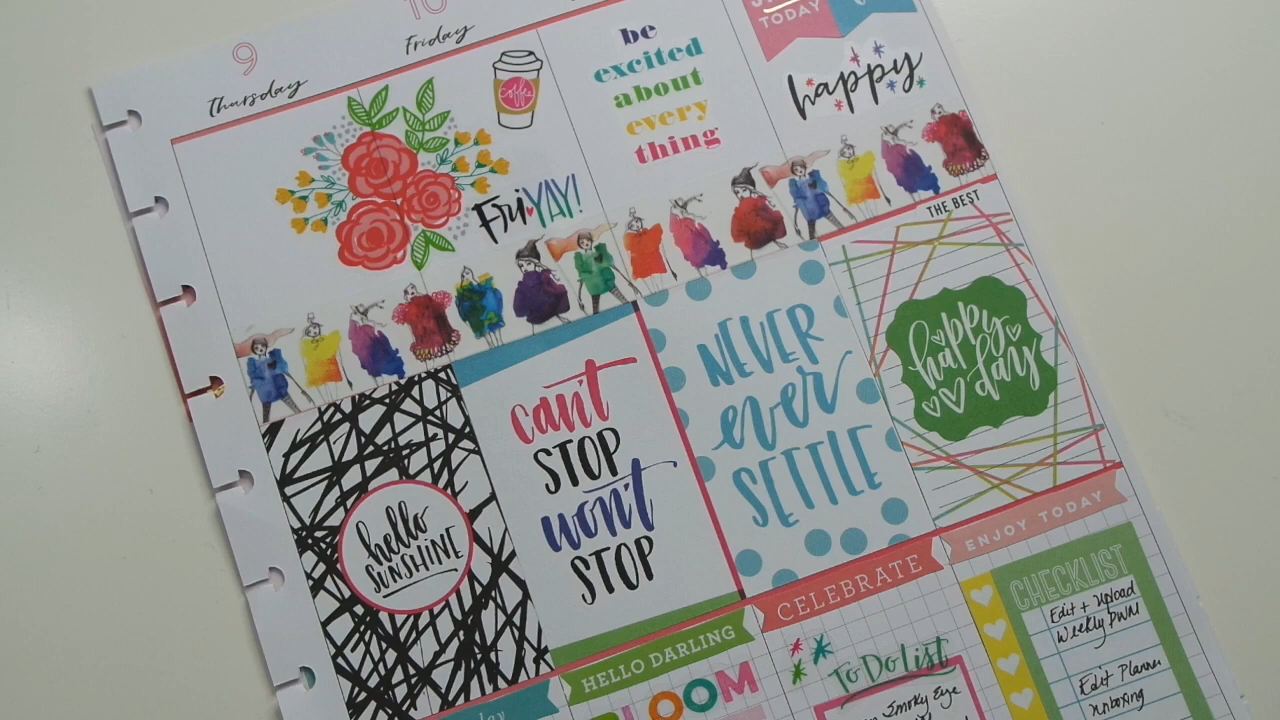 9
10
Thursday
Friday
TODAY
Coffee
be
excited
about
every
thing
happy
FRiYAY!
THE BEST
hello
SUNSHINE
can't
STOP
won't
STOP
NEVER
ever
SETTLE
happy
day
HELLO DARLING
CELEBRATE
ENJOY TODAY
BLOOM
To Do List
Smoky Eye
CHECKLIST
Edit + Upload
Weekly PWM
Edit Planner
Unboxing